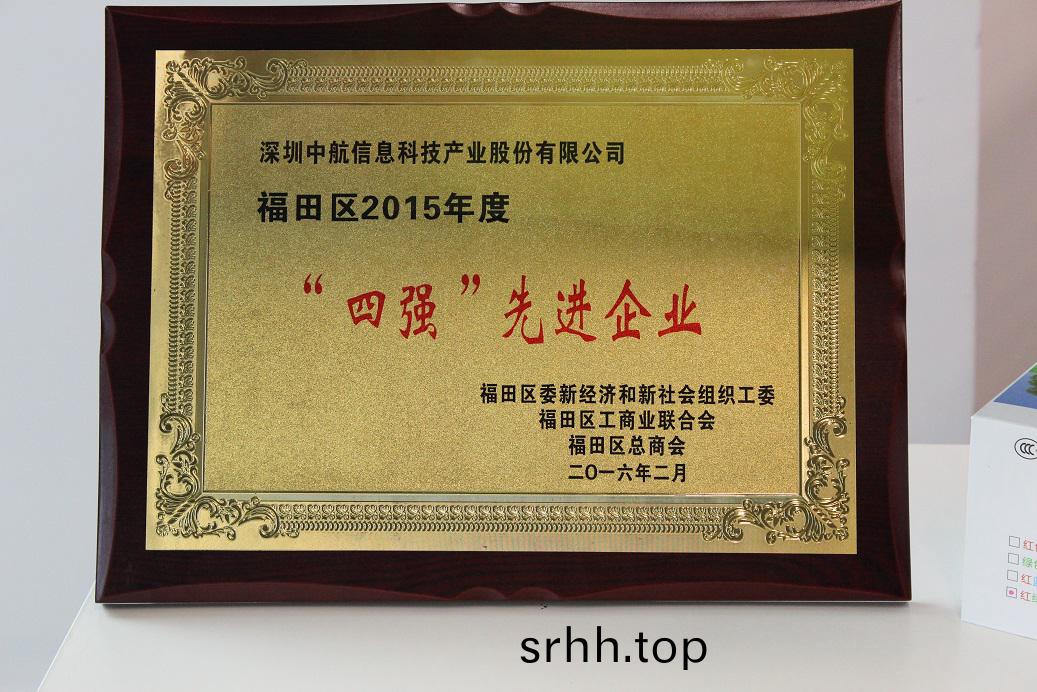 深圳中航信息科技产业股份有限公司
福田区2015年度
“四强”先进企业
福田区委新经济和新社会组织工委
福田区工商业联合会
福田区总商会
二〇一六年二月
srhh.top